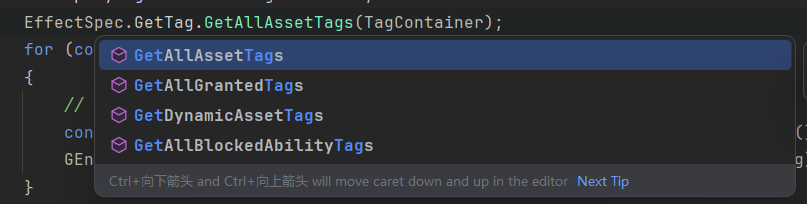 EffectSpec.GetTag.GetAllAssetTags(TagContainer);
for (co
GetAllAssetTags
{
GetAllGrantedTags
//
GetDynamicAssetTags
con
()
GetAllBlockedAbilityTags
GEn
g)
Ctrl+向下箭头 and Ctrl+向上箭头 will move caret down and up in the editor Next Tip
}